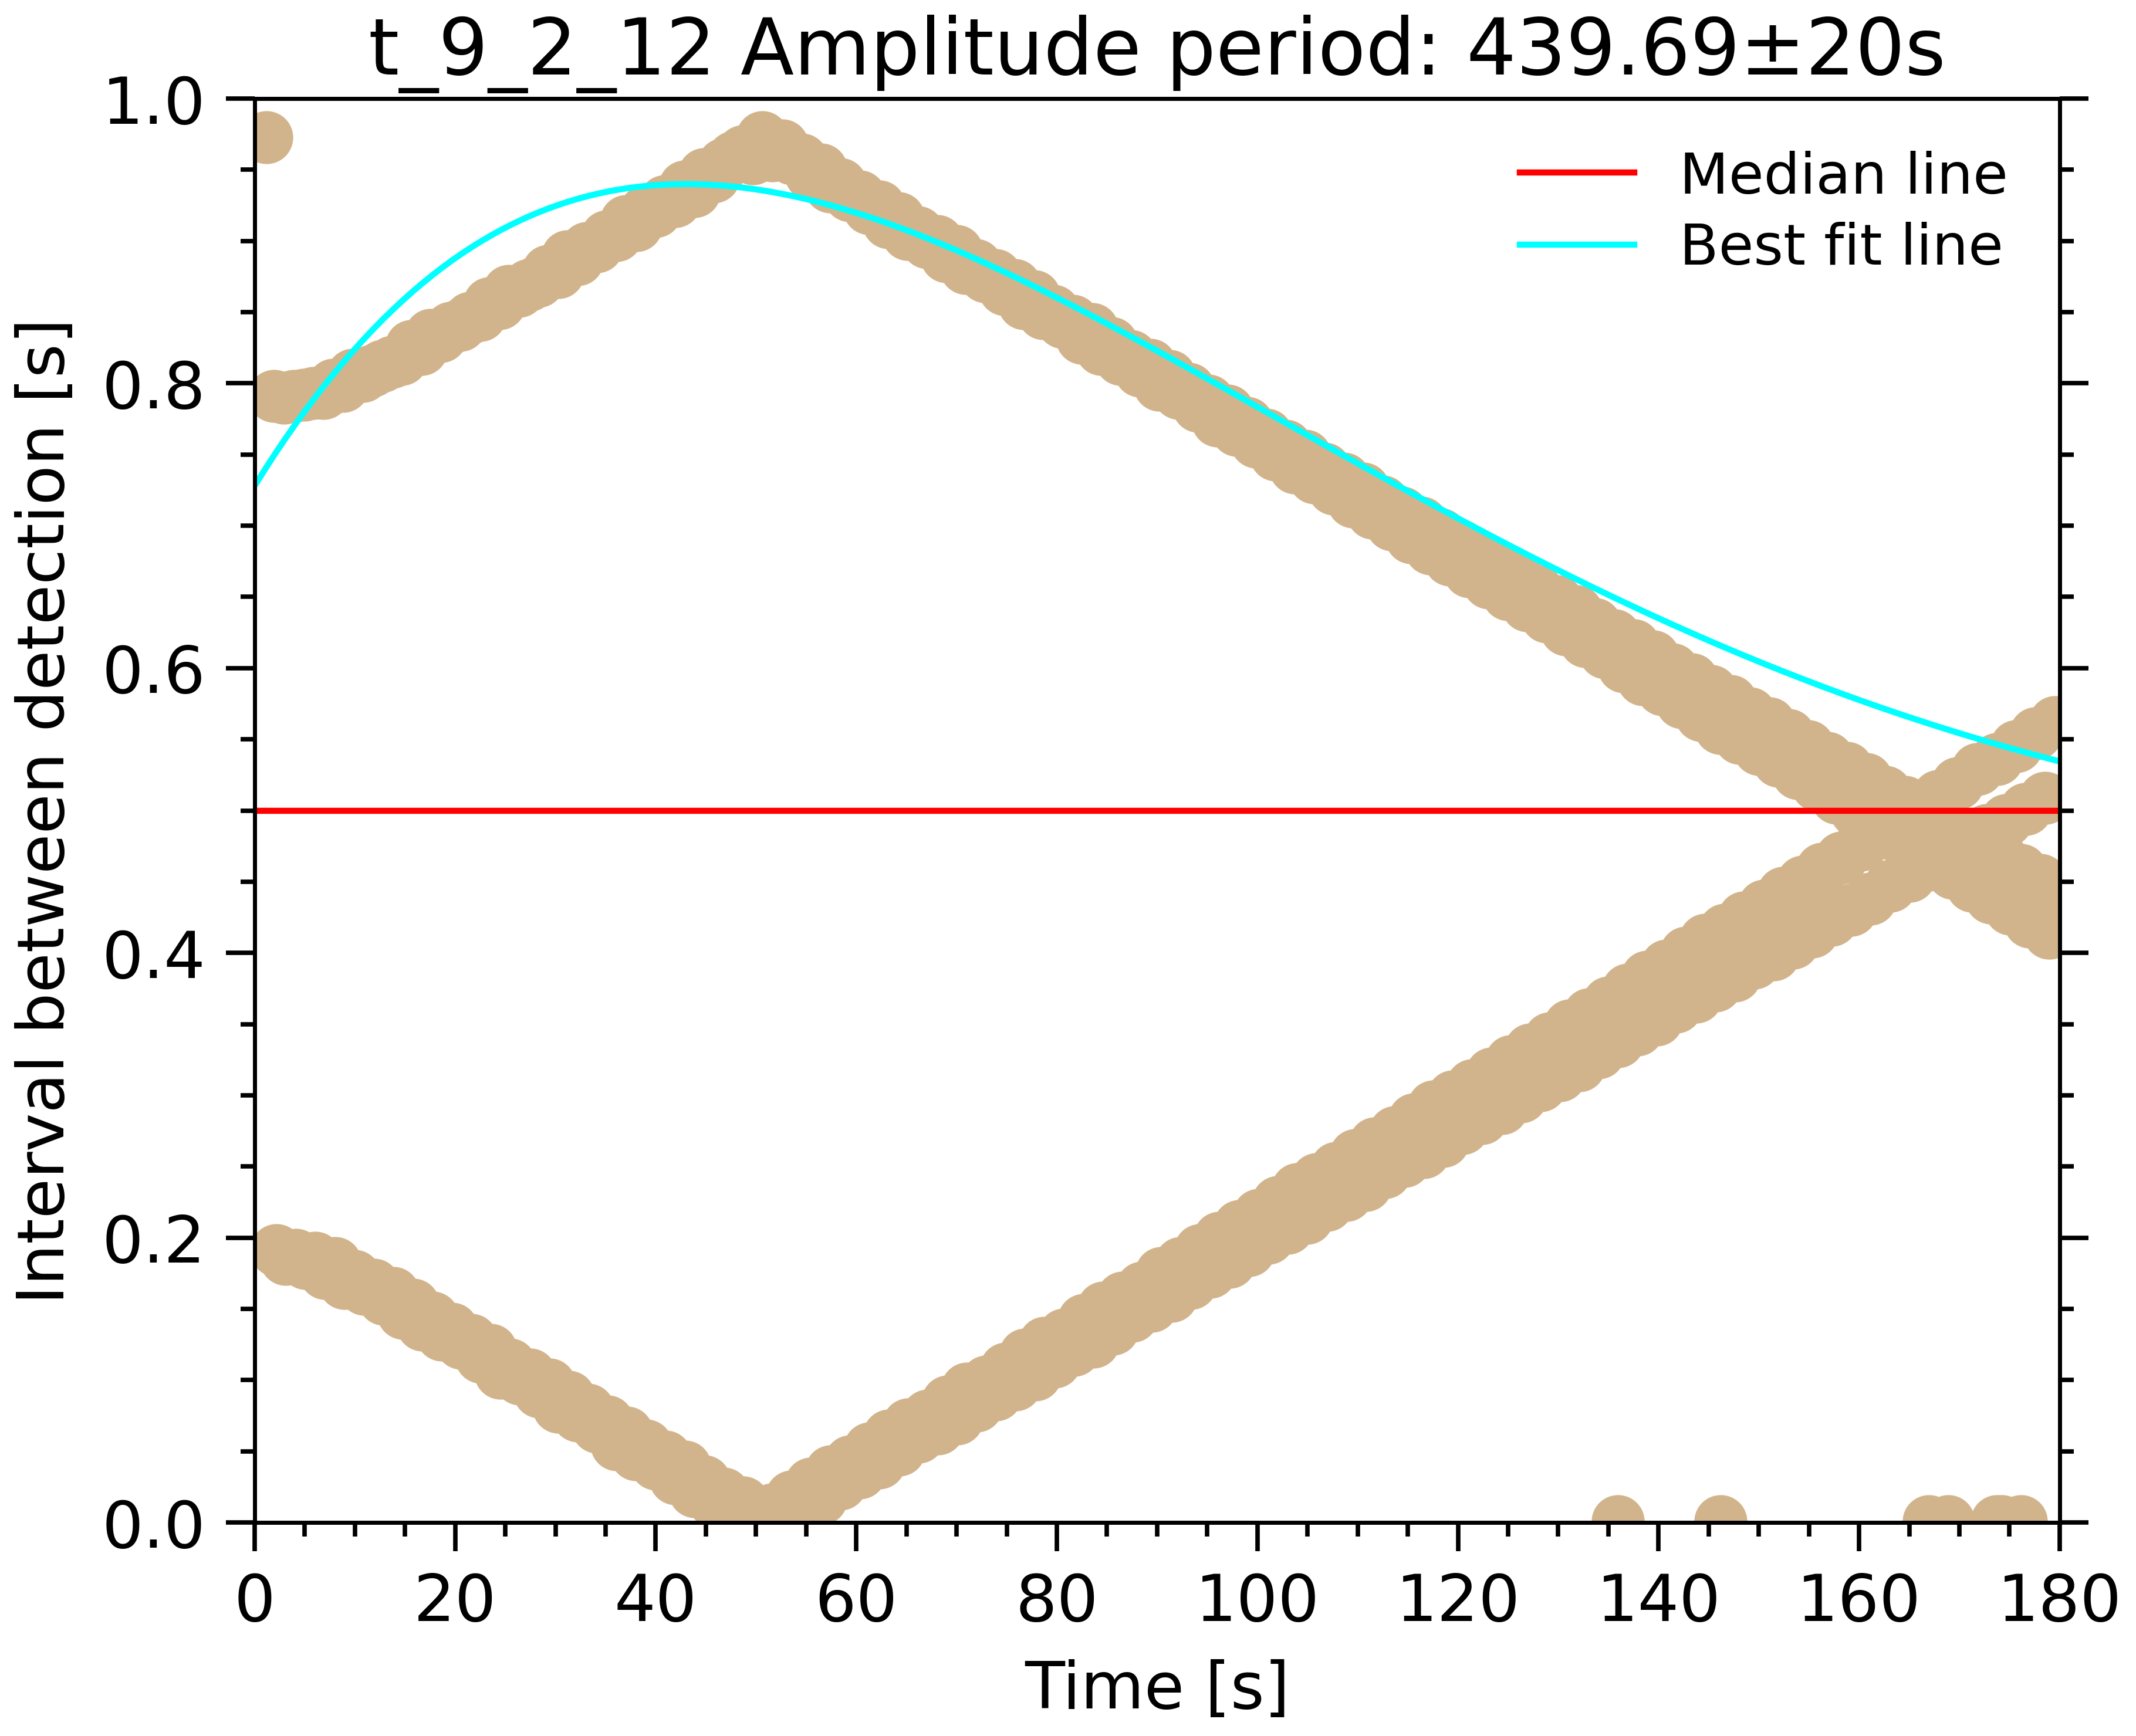 t_9_2_12 Amplitude period: 439.69±20s
Interval between detection [s]
1.0
0.8
0.6
0.4
0.2
0.0
Median line
Best fit line
0 20 40 60 80 100 120 140 160 180
Time [s]